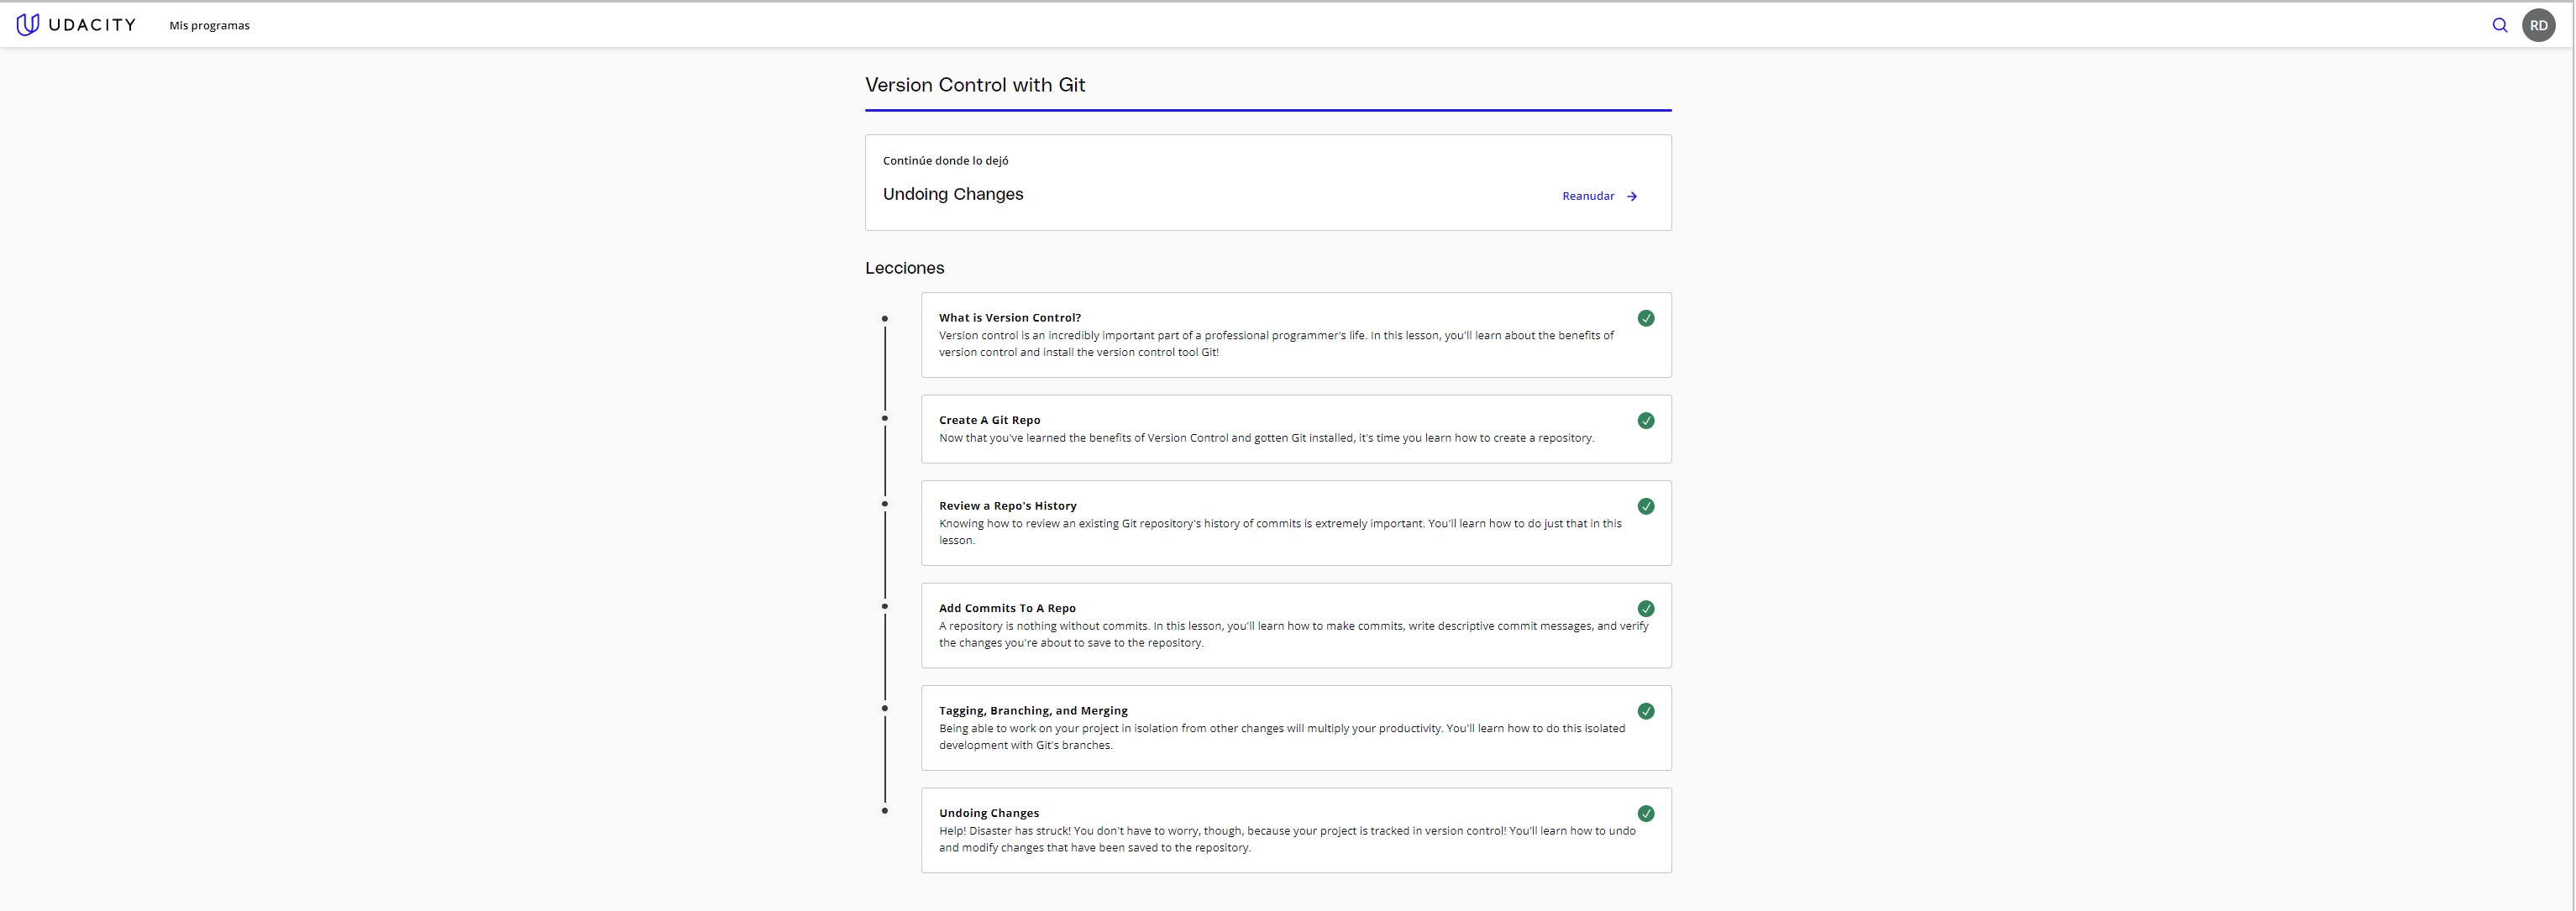 UDACITY
Mis programas
RD
Version Control with Git
Continúe donde lo dejó
Undoing Changes
Reanudar
Lecciones
What is Version Control?
Version control is an incredibly important part of a professional programmer's life. In this lesson, you'll learn about the benefits of
version control and install the version control tool Git!
Create A Git Repo
Now that you've learned the benefits of Version Control and gotten Git installed, it's time you learn how to create a repository.
Review a Repo's History
Knowing how to review an existing Git repository's history of commits is extremely important. You'll learn how to do just that in this
lesson.
Add Commits To A Repo
A repository is nothing without commits. In this lesson, you'll learn how to make commits, write descriptive commit messages, and verify
the changes you're about to save to the repository.
Tagging, Branching, and Merging
Being able to work on your project in isolation from other changes will multiply your productivity. You'll learn how to do this isolated
development with Git's branches.
Undoing Changes
Help! Disaster has struck! You don't have to worry, though, because your project is tracked in version control! You'll learn how to undo
and modify changes that have been saved to the repository.